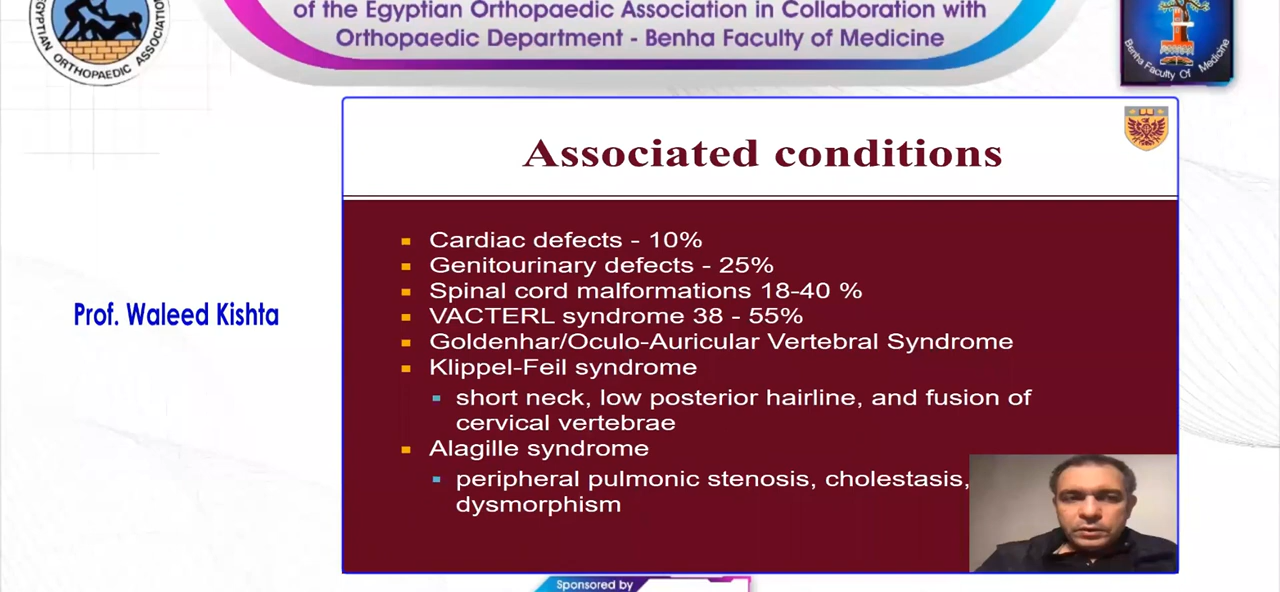 of the Egyptian Orthopaedic Association in Collaboration with
Orthopaedic Department - Benha Faculty of Medicine
EGYPTIAN ORTHOPAEDIC ASSOCIATION
Benha Faculty Of Medicine
Associated conditions
Cardiac defects - 10%
Genitourinary defects - 25%
Spinal cord malformations 18-40 %
VACTERL syndrome 38 - 55%
Goldenhar/Oculo-Auricular Vertebral Syndrome
Klippel-Feil syndrome
short neck, low posterior hairline, and fusion of
cervical vertebrae
Alagille syndrome
peripheral pulmonic stenosis, cholestasis,
dysmorphism
Prof. Waleed Kishta
Sponsored by